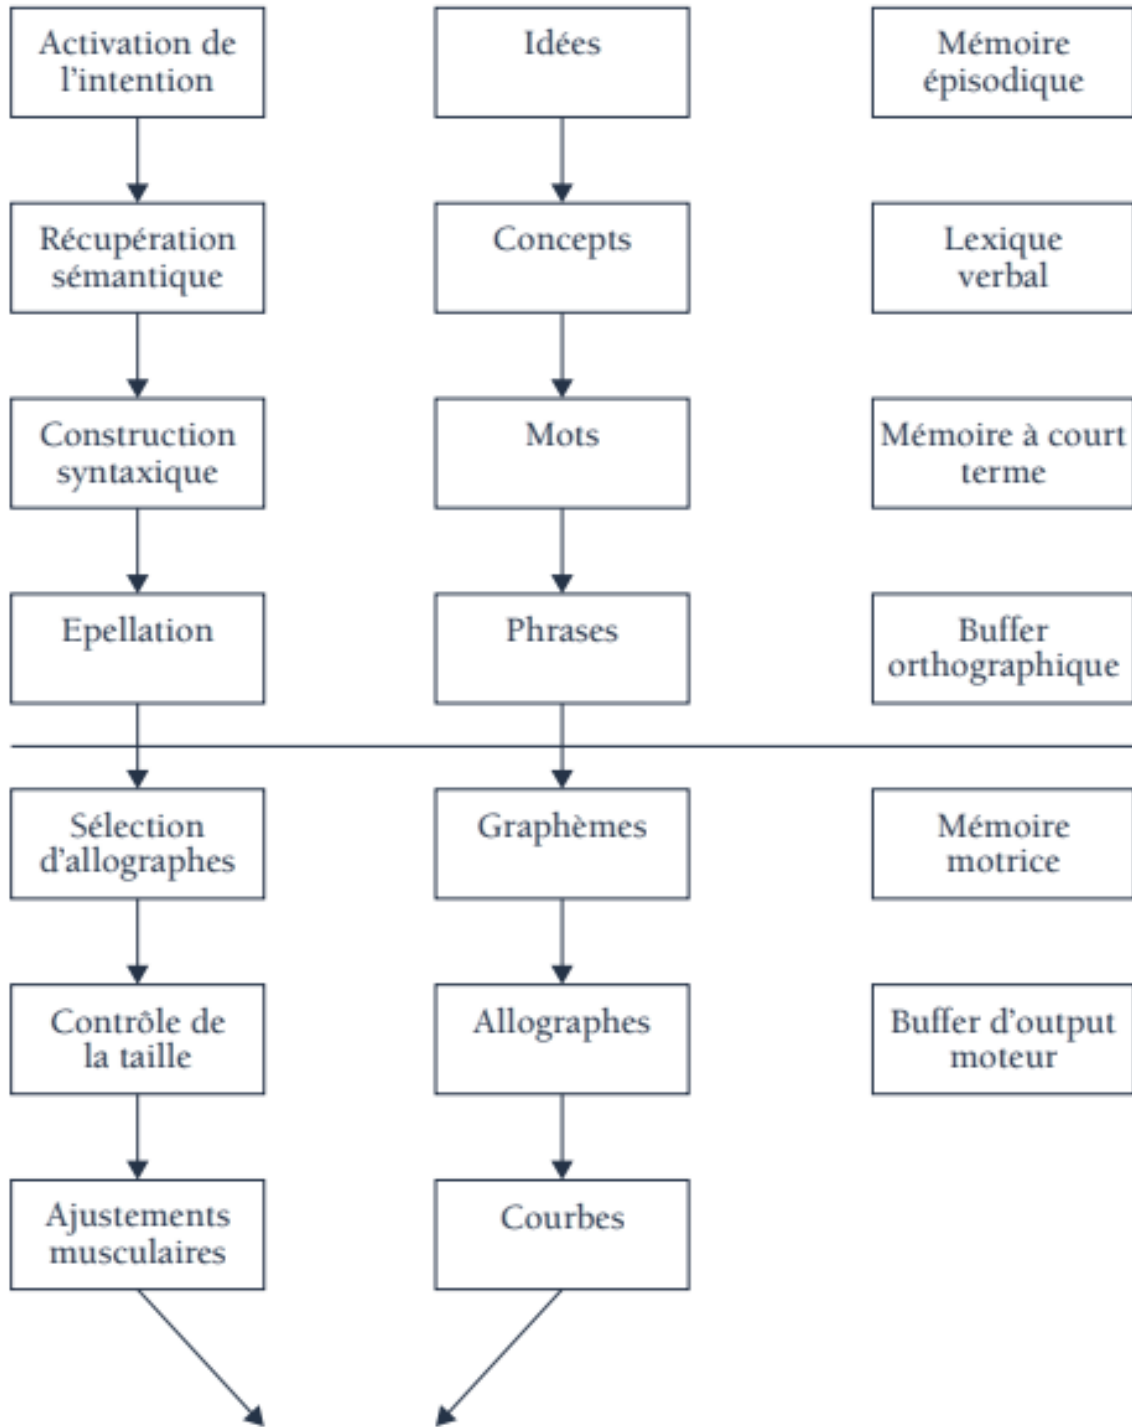 Activation de
l'intention
Idées
Mémoire
épisodique
Récupération
sémantique
Concepts
Lexique
verbal
Construction
syntaxique
Mots
Mémoire à court
terme
Epellation
Phrases
Buffer
orthographique
Sélection
d'allographes
Graphèmes
Mémoire
motrice
Contrôle de
la taille
Allographes
Buffer d'output
moteur
Ajustements
musculaires
Courbes